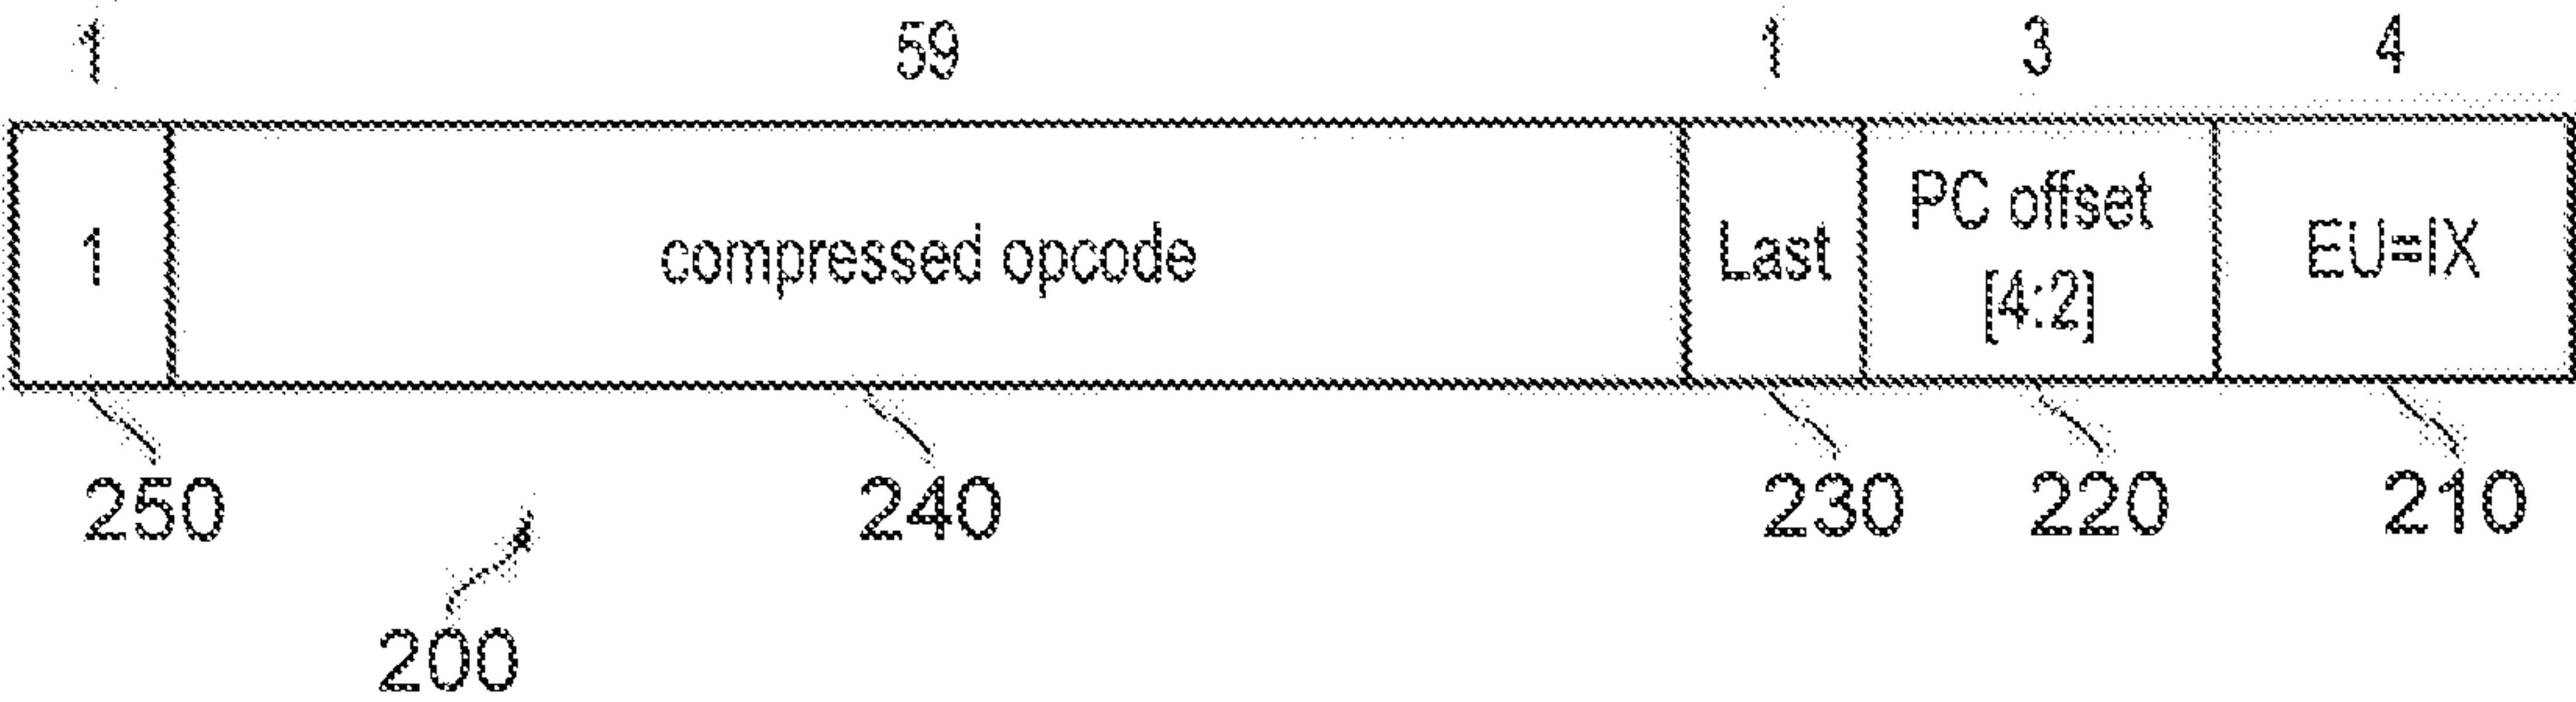 1 59 1 3 4
1 compressed opcode Last PC offset [4:2] EU=IX
250 240 230 220 210
200